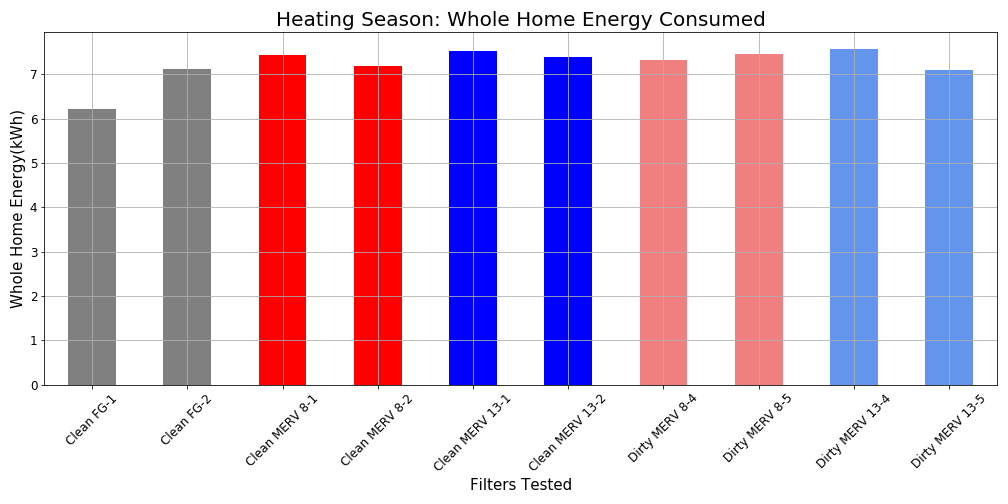 Heating Season: Whole Home Energy Consumed
Whole Home Energy(kWh)
7
6
5
4
3
2
1
0
Clean FG-1
Clean FG-2
Clean MERV 8-1
Clean MERV 8-2
Clean MERV 13-1
Clean MERV 13-2
Dirty MERV 8-4
Dirty MERV 8-5
Dirty MERV 13-4
Dirty MERV 13-5
Filters Tested